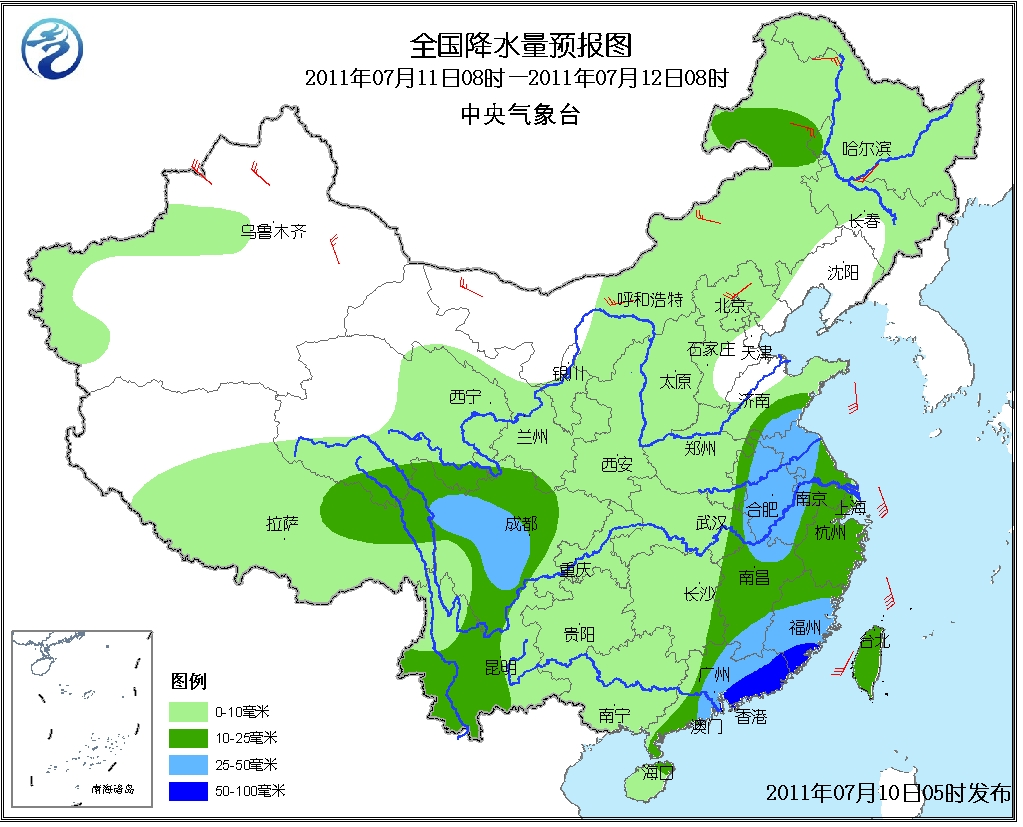 全国降水量预报图
2011年07月11日08时—2011年07月12日08时
中央气象台
哈尔滨
长春
乌鲁木齐
沈阳
呼和浩特
北京
石家庄
天津
银川
太原
西宁
济南
兰州
郑州
西安
南京
上海
合肥
拉萨
成都
武汉
杭州
重庆
南昌
长沙
福州
贵阳
台北
昆明
广州
图例
0-10毫米
南宁
香港
澳门
10-25毫米
25-50毫米
海口
50-100毫米
南海诸岛
2011年07月10日05时发布